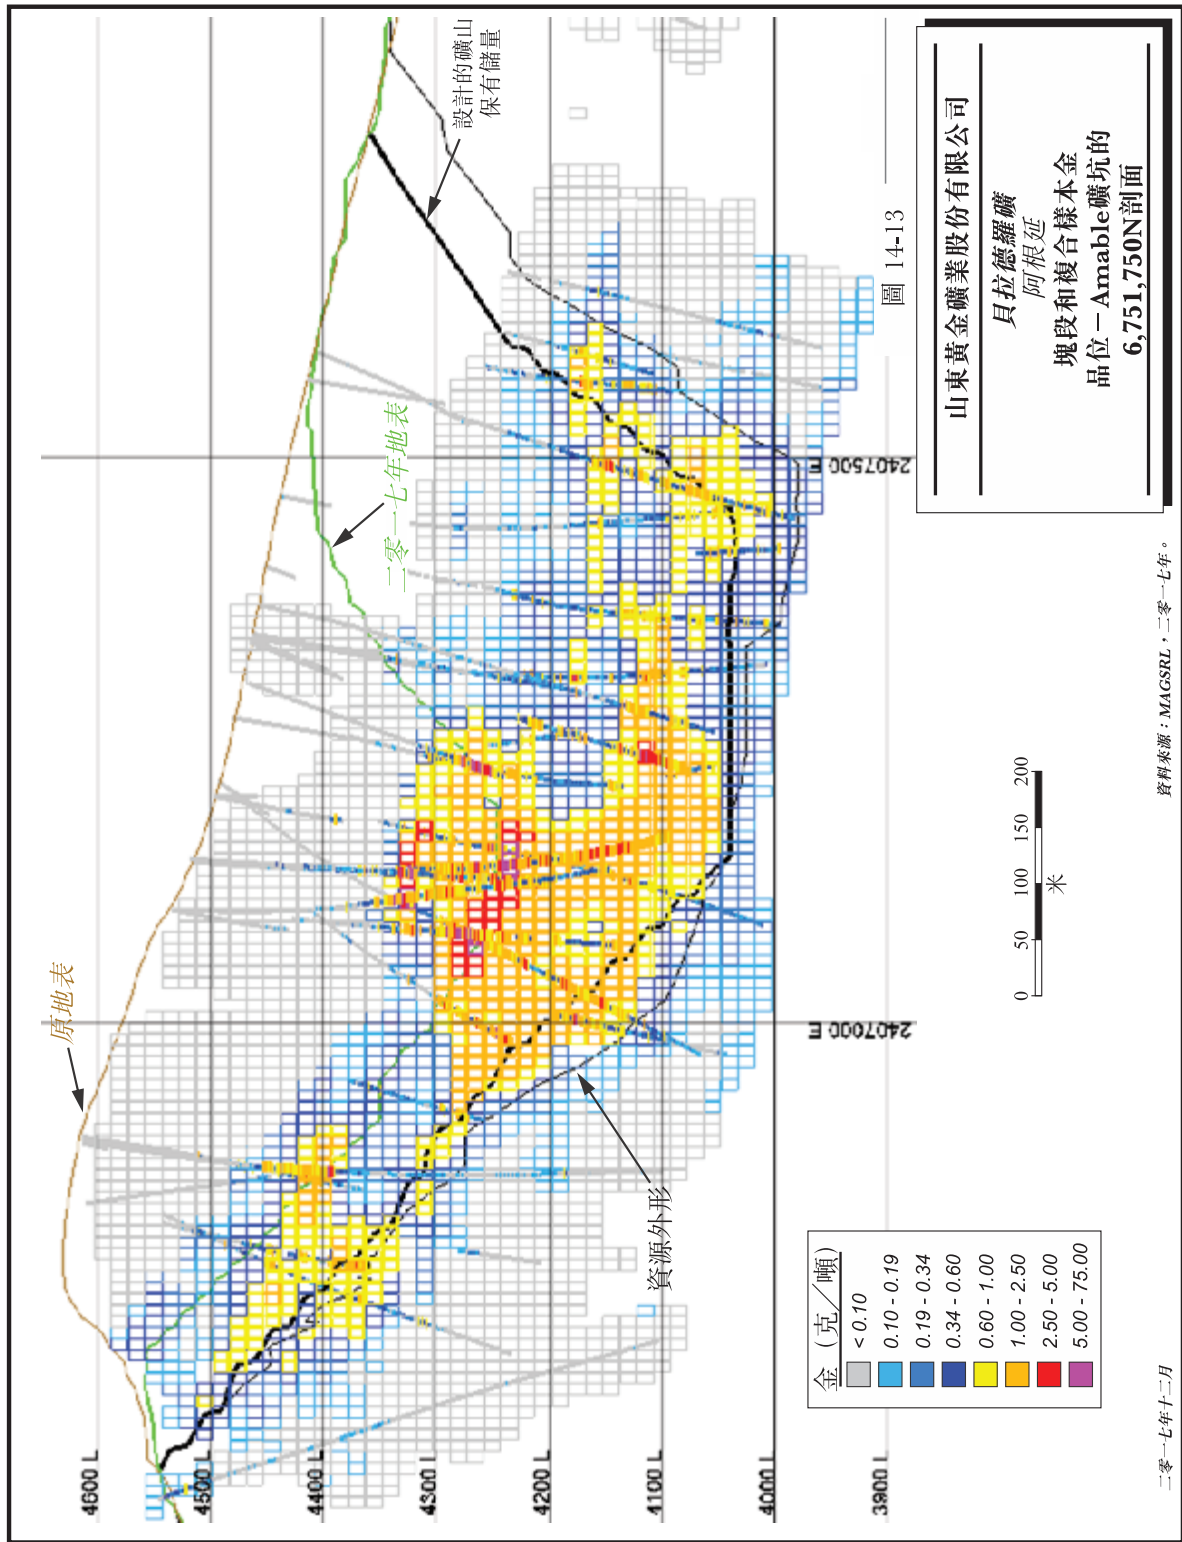 原地表
設計的礦山
保有儲量
二零一七年地表
資源外形
4600 L
4500 L
4400 L
4300 L
4200 L
4100 L
4000 L
3900 L
2407000 E
2407500 E
金（克／噸）
< 0.10
0.10 - 0.19
0.19 - 0.34
0.34 - 0.60
0.60 - 1.00
1.00 - 2.50
2.50 - 5.00
5.00 - 75.00
0 50 100 150 200
米
圖 14-13
山東黃金礦業股份有限公司
貝拉德羅礦
阿根延
塊段和複合樣本金
品位－Amable礦坑的
6,751,750N剖面
二零一七年十二月
資料來源：MAGSRL，二零一七年。